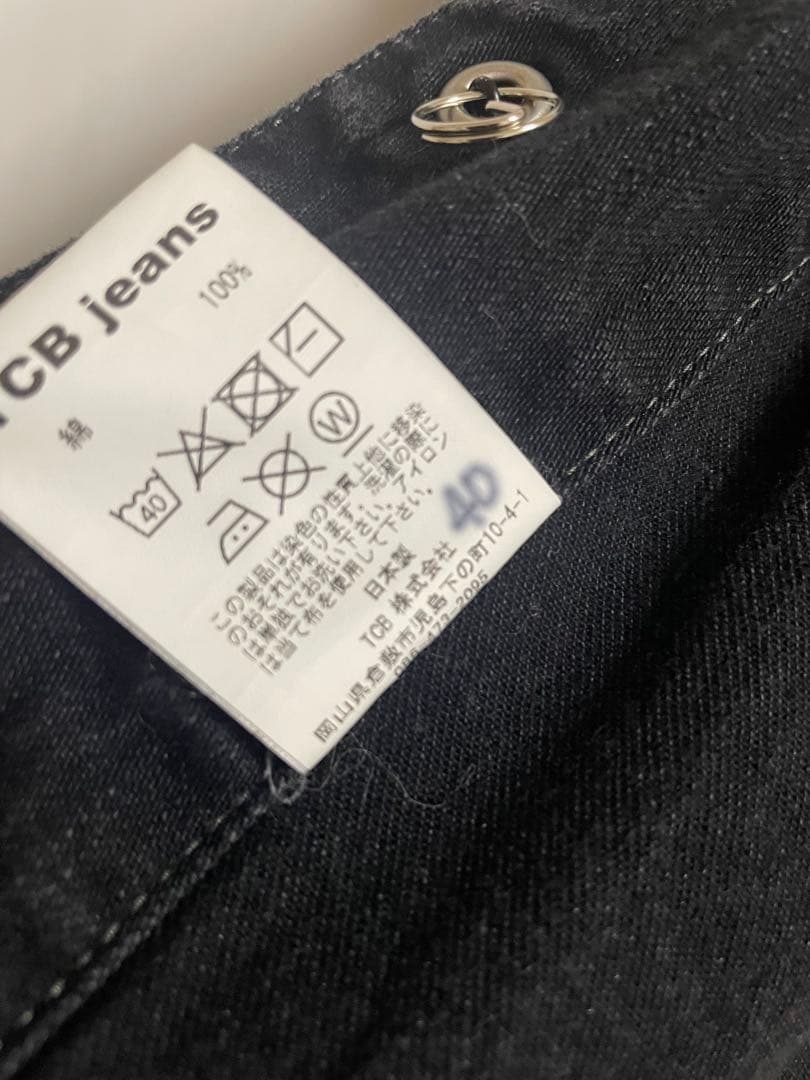 TCB jeans
綿 100%
40
W
この製品は染色の性質上他に移染
のおそれが有ります。洗濯の際に
は単独でお洗い下さい。アイロン
は当て布を使用して下さい。
40
日本製
TCB 株式会社
岡山県倉敷市児島下の町10-4-1